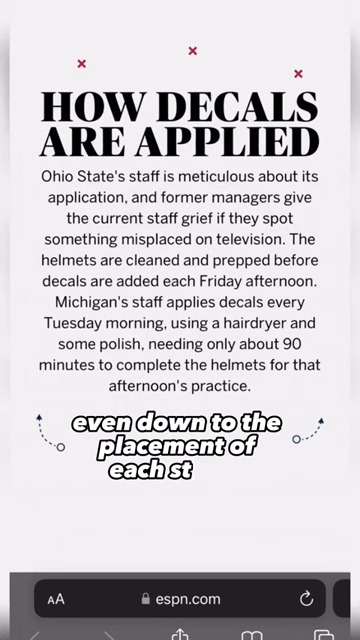 HOW DECALS
ARE APPLIED
Ohio State's staff is meticulous about its
application, and former managers give
the current staff grief if they spot
something misplaced on television. The
helmets are cleaned and prepped before
decals are added each Friday afternoon.
Michigan's staff applies decals every
Tuesday morning, using a hairdryer and
some polish, needing only about 90
minutes to complete the helmets for that
afternoon's practice.
even down to the
placement of
each st
AA espn.com